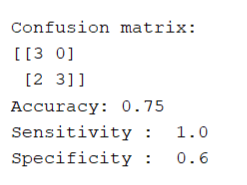 Confusion matrix:
[[3 0]
 [2 3]]
Accuracy: 0.75
Sensitivity :  1.0
Specificity :  0.6